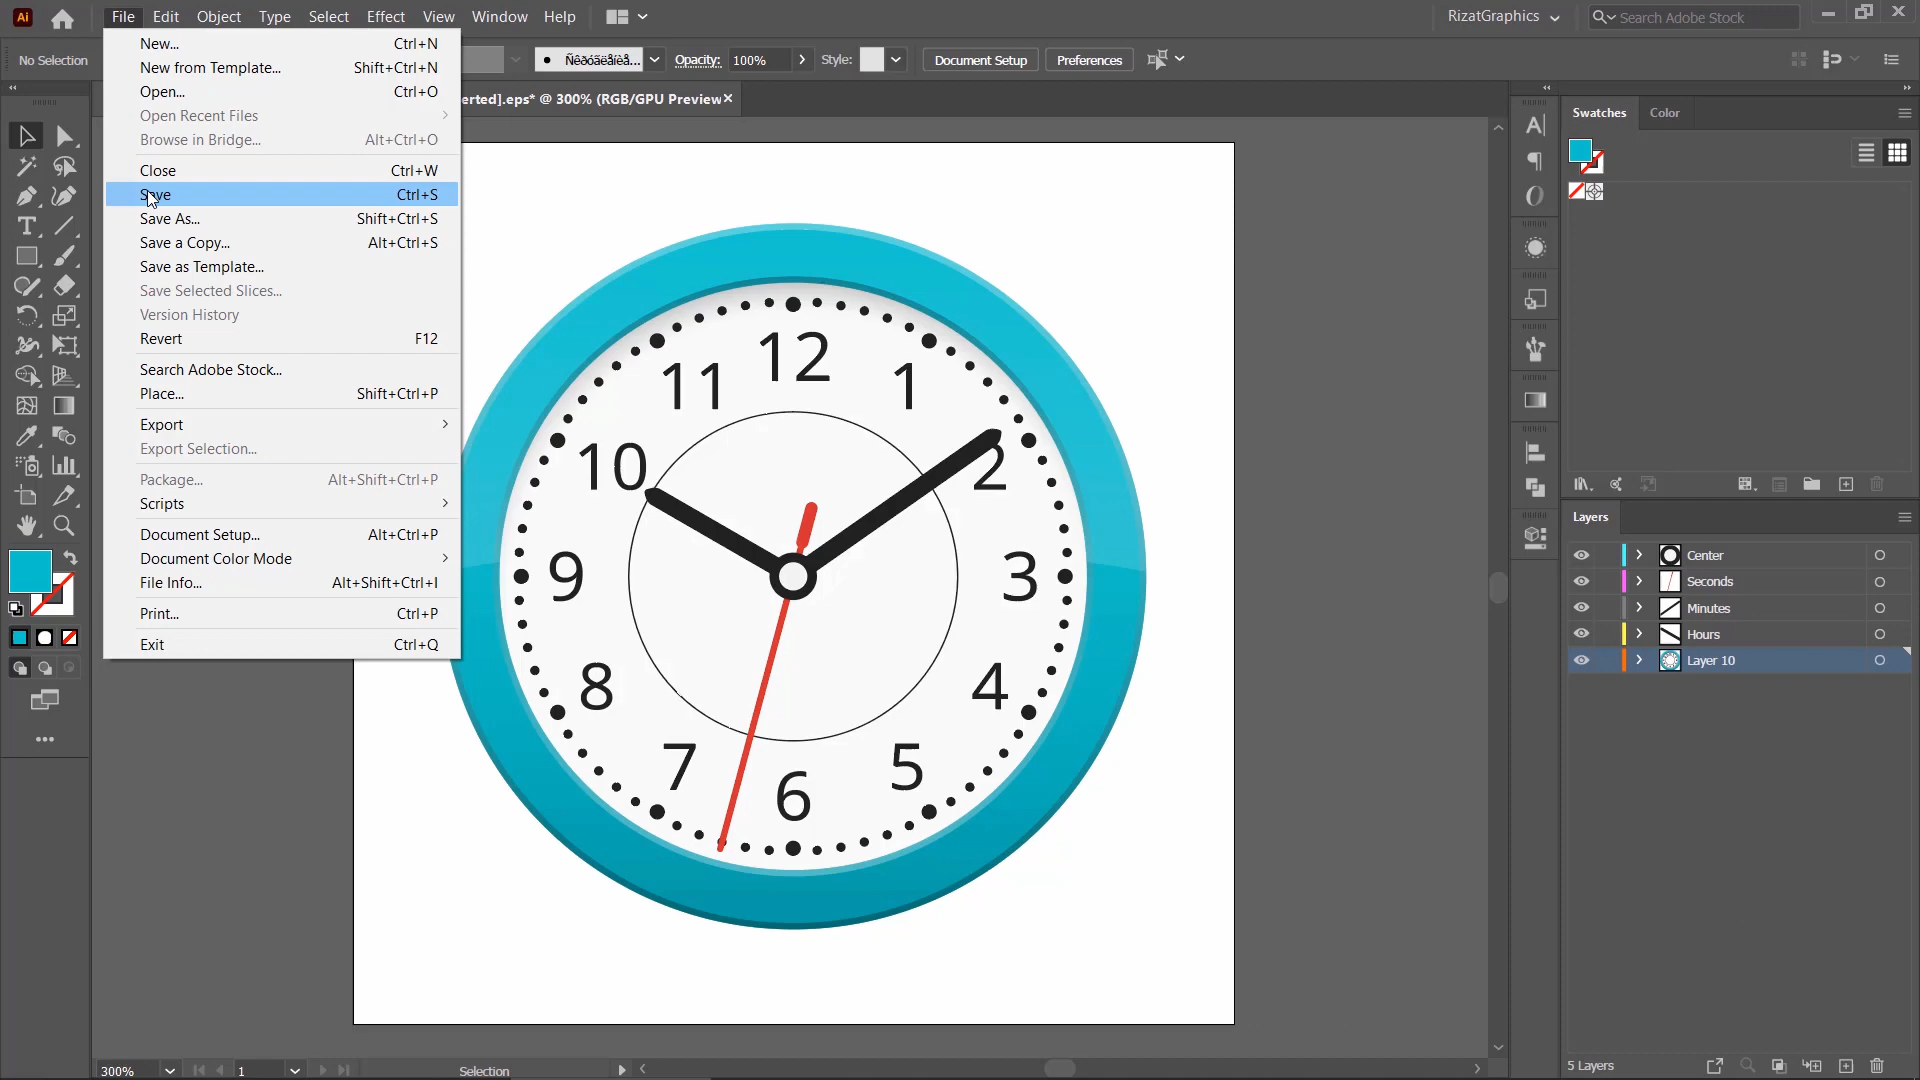 Ai File Edit Object Type Select Effect View Window Help RizatGraphics Search Adobe Stock
No Selection Ñêðóãëåíèå... Opacity: 100% Style: Document Setup Preferences
erted].eps* @ 300% (RGB/GPU Preview
New... Ctrl+N
New from Template... Shift+Ctrl+N
Open... Ctrl+O
Open Recent Files
Browse in Bridge... Alt+Ctrl+O
Close Ctrl+W
Save Ctrl+S
Save As... Shift+Ctrl+S
Save a Copy... Alt+Ctrl+S
Save as Template...
Save Selected Slices...
Version History
Revert F12
Search Adobe Stock...
Place... Shift+Ctrl+P
Export
Export Selection...
Package... Alt+Shift+Ctrl+P
Scripts
Document Setup... Alt+Ctrl+P
Document Color Mode
File Info... Alt+Shift+Ctrl+I
Print... Ctrl+P
Exit Ctrl+Q
12
11 1
10 2
9 3
8 4
7 5
6
Swatches Color
Layers
Center
Seconds
Minutes
Hours
Layer 10
5 Layers
300% 1 Selection